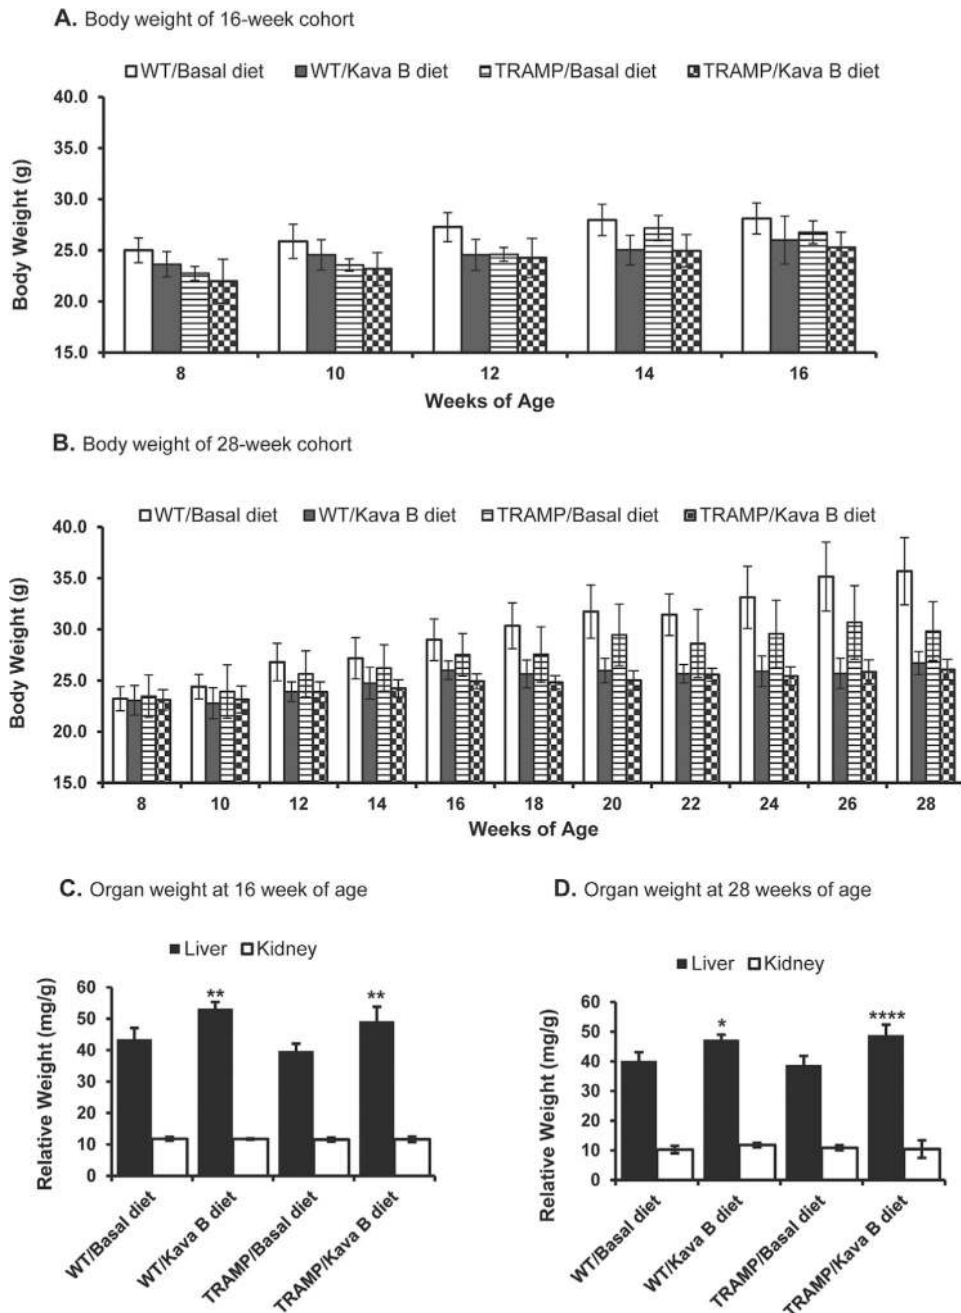 A. Body weight of 16-week cohort
WT/Basal diet WT/Kava B diet TRAMP/Basal diet TRAMP/Kava B diet
40.0
35.0
30.0
25.0
20.0
15.0
Body Weight (g)
8 10 12 14 16
Weeks of Age
B. Body weight of 28-week cohort
WT/Basal diet WT/Kava B diet TRAMP/Basal diet TRAMP/Kava B diet
40.0
35.0
30.0
25.0
20.0
15.0
Body Weight (g)
8 10 12 14 16 18 20 22 24 26 28
Weeks of Age
C. Organ weight at 16 week of age
Liver Kidney
60
50
40
30
20
10
0
Relative Weight (mg/g)
** **
WT/Basal diet
WT/Kava B diet
TRAMP/Basal diet
TRAMP/Kava B diet
D. Organ weight at 28 weeks of age
Liver Kidney
60
50
40
30
20
10
0
Relative Weight (mg/g)
* ****
WT/Basal diet
WT/Kava B diet
TRAMP/Basal diet
TRAMP/Kava B diet